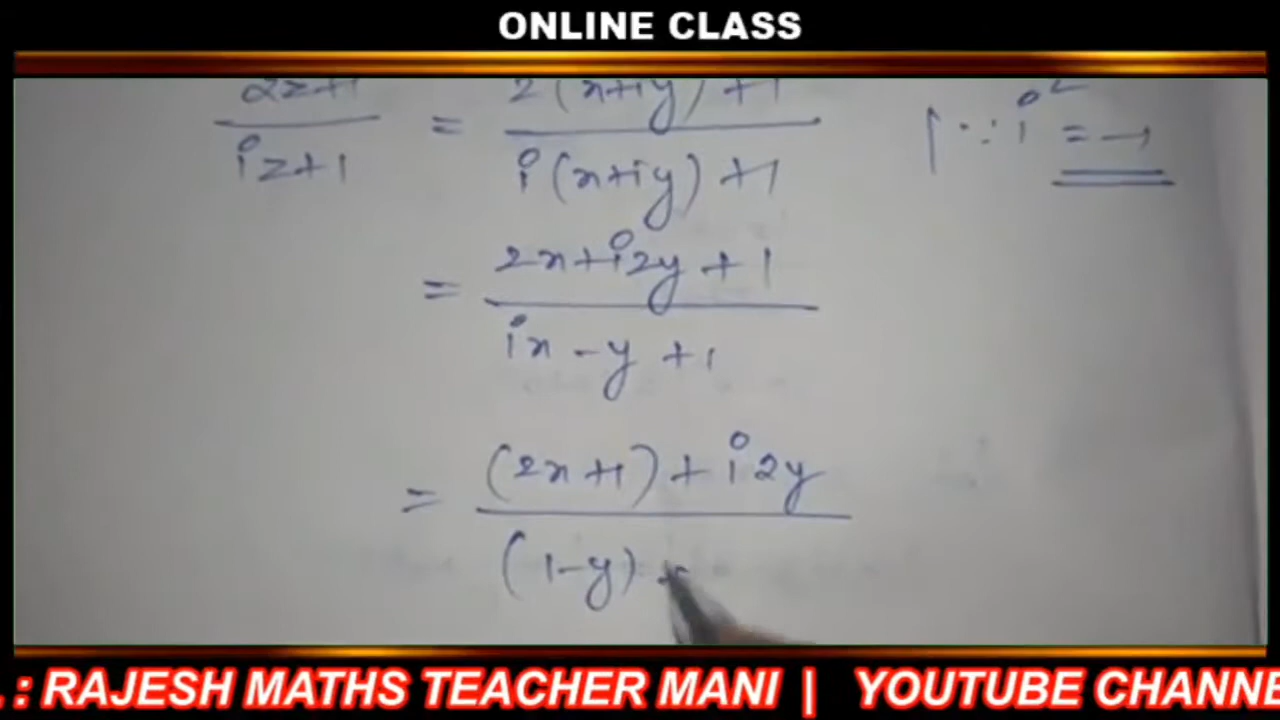 ONLINE CLASS
2z+1 / iz+1 = 2(x+iy)+1 / i(x+iy)+1 | ∵ i² = -1
= 2x+i2y+1 / ix-y+1
= (2x+1)+i2y / (1-y)+
. : RAJESH MATHS TEACHER MANI | YOUTUBE CHANNE